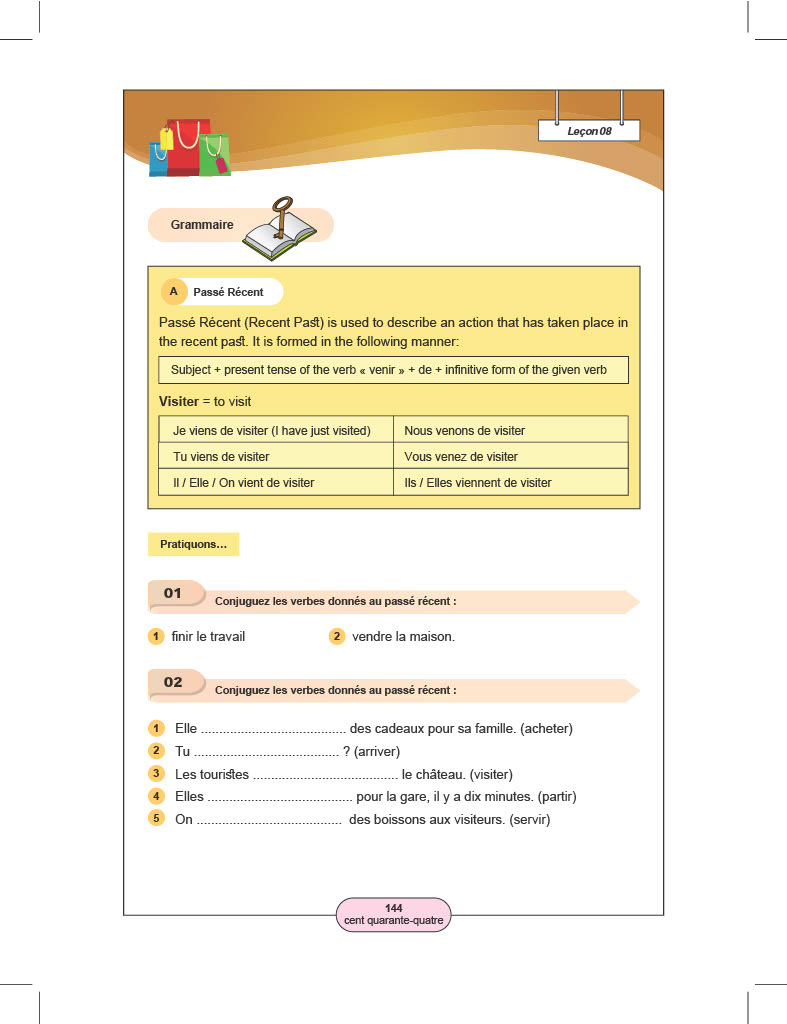 Leçon 08
Grammaire
A Passé Récent
Passé Récent (Recent Past) is used to describe an action that has taken place in
the recent past. It is formed in the following manner:
Subject + present tense of the verb « venir » + de + infinitive form of the given verb
Visiter = to visit
Je viens de visiter (I have just visited) Nous venons de visiter
Tu viens de visiter Vous venez de visiter
Il / Elle / On vient de visiter Ils / Elles viennent de visiter
Pratiquons…
01 Conjuguez les verbes donnés au passé récent :
1 finir le travail 2 vendre la maison.
02 Conjuguez les verbes donnés au passé récent :
1 Elle ........................................ des cadeaux pour sa famille. (acheter)
2 Tu ........................................ ? (arriver)
3 Les touristes ........................................ le château. (visiter)
4 Elles ........................................ pour la gare, il y a dix minutes. (partir)
5 On ........................................ des boissons aux visiteurs. (servir)
144
cent quarante-quatre